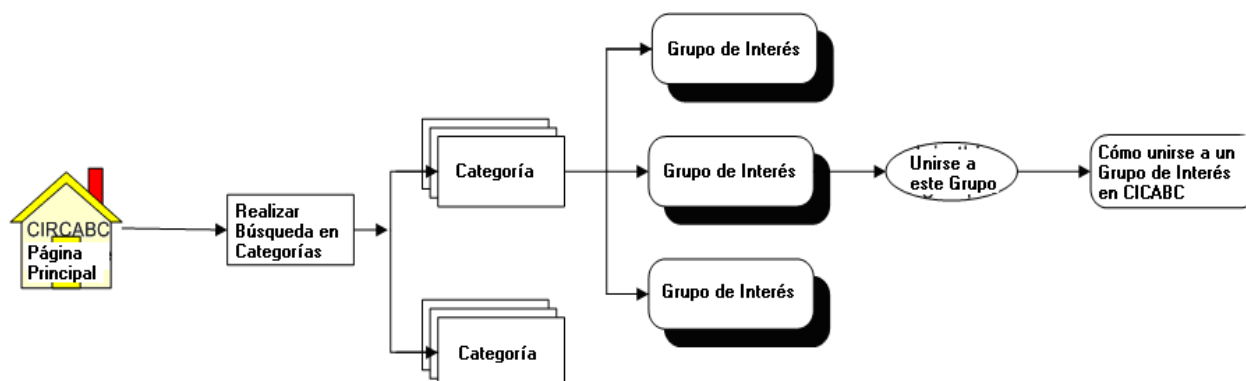 CIRCABC
Página
Principal
Realizar
Búsqueda en
Categorías
Categoría
Categoría
Grupo de Interés
Grupo de Interés
Grupo de Interés
Unirse a
este Grupo
Cómo unirse a un
Grupo de Interés
en CICABC